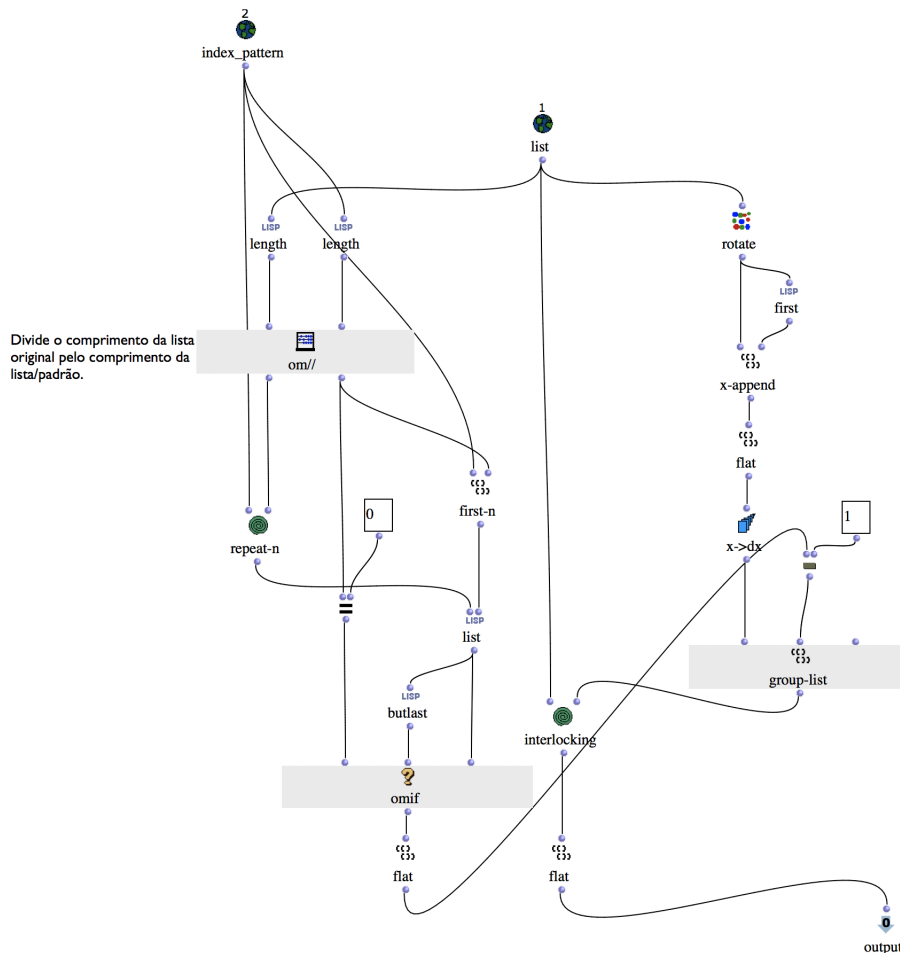 2
index_pattern
1
list
LISP
length
LISP
length
rotate
LISP
first
Divide o comprimento da lista
original pelo comprimento da
lista/padrão.
om//
x-append
flat
first-n
0
1
repeat-n
x->dx
LISP
list
group-list
LISP
butlast
interlocking
omif
flat
flat
0
output